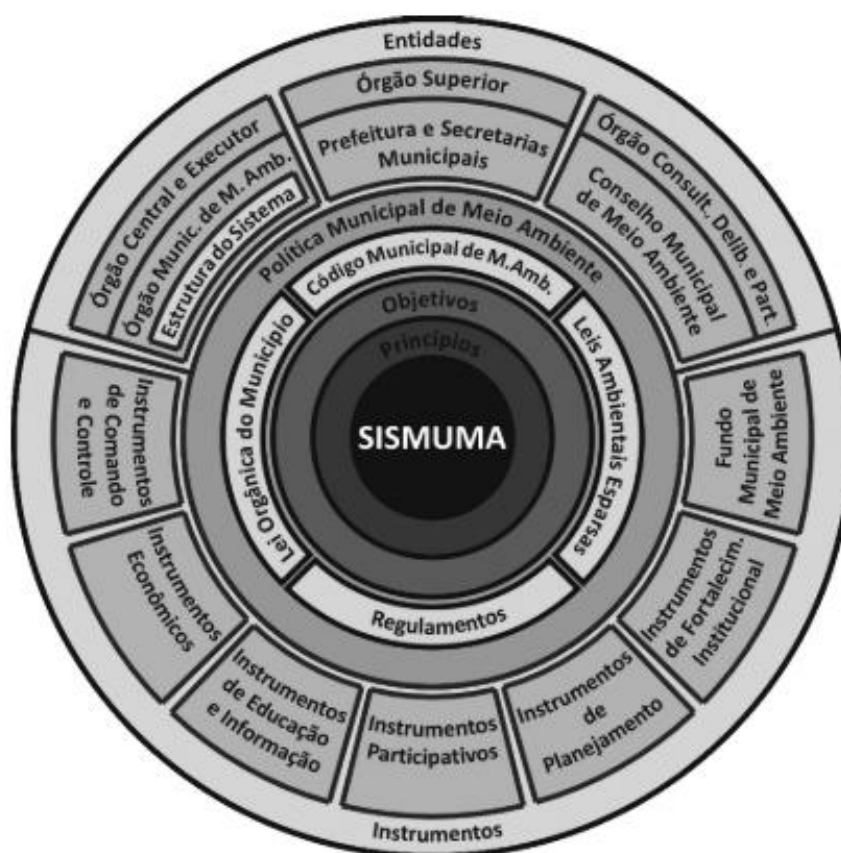 Entidades
Órgão Superior
Prefeitura e Secretarias
Municipais
Órgão Central e Executor
Órgão Munic. de M. Amb.
Estrutura do Sistema
Órgão Consult., Delib. e Part.
Conselho Municipal
de Meio Ambiente
Política Municipal de Meio Ambiente
Código Municipal de M.Amb.
Lei Orgânica do Município
Leis Ambientais Esparsas
Regulamentos
Objetivos
Princípios
SISMUMA
Instrumentos
de Comando
e Controle
Instrumentos
Econômicos
Instrumentos
de Educação
e Informação
Instrumentos
Participativos
Instrumentos
de
Planejamento
Instrumentos
de Fortalecim.
Institucional
Fundo
Municipal de
Meio Ambiente
Instrumentos